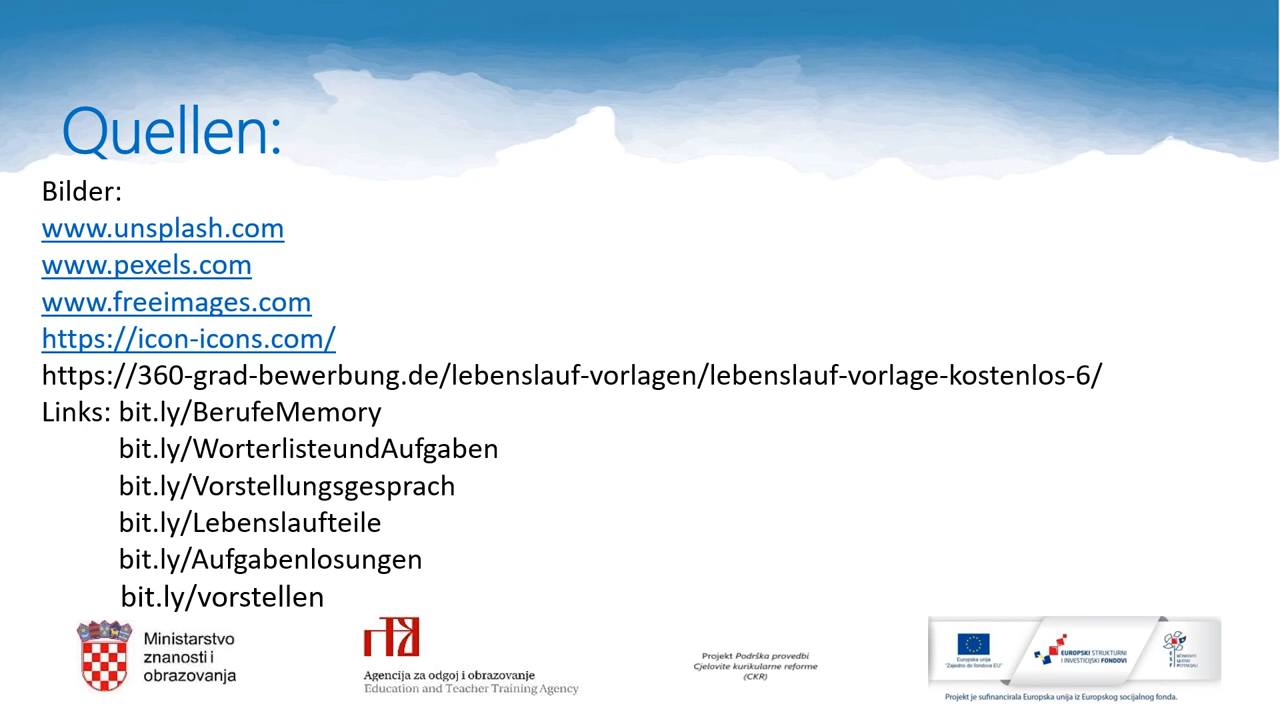 Quellen:
Bilder:
www.unsplash.com
www.pexels.com
www.freeimages.com
https://icon-icons.com/
https://360-grad-bewerbung.de/lebenslauf-vorlagen/lebenslauf-vorlage-kostenlos-6/
Links: bit.ly/BerufeMemory
bit.ly/WorterlisteundAufgaben
bit.ly/Vorstellungsgesprach
bit.ly/Lebenslaufteile
bit.ly/Aufgabenlosungen
bit.ly/vorstellen
Ministarstvo
znanosti i
obrazovanja
Agencija za odgoj i obrazovanje
Education and Teacher Training Agency
Projekt Podrška provedbi
Cjelovite kurikularne reforme
(CKR)
Europska unija
"Zajedno do fondova EU"
EUROPSKI STRUKTURNI
I INVESTICIJSKI FONDOVI
Projekt je sufinancirala Europska unija iz Europskog socijalnog fonda.